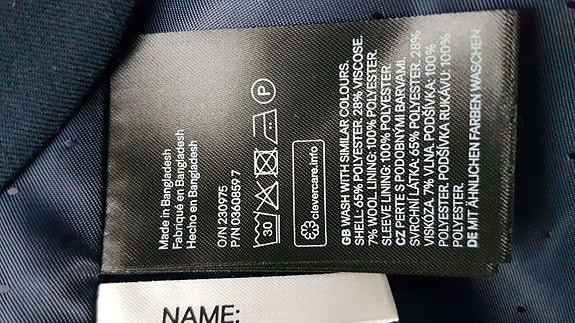 Made in Bangladesh
Fabriqué en Bangladesh
Hecho en Bangladesh
O/N 230975
P/N 0360859 7
30
P
clevercare.info
GB WASH WITH SIMILAR COLOURS.
SHELL: 65% POLYESTER. 28% VISCOSE.
7% WOOL LINING: 100% POLYESTER.
SLEEVE LINING: 100% POLYESTER.
CZ PERTE S PODOBNÝMI BARVAMI.
SVRCHNÍ LÁTKA: 65% POLYESTER. 28%
VISKÓZA. 7% VLNA. PODŠÍVKA: 100%
POLYESTER. PODŠÍVKA RUKÁVU: 100%
POLYESTER.
DE MIT ÄHNLICHEN FARBEN WASCHEN.
NAME: